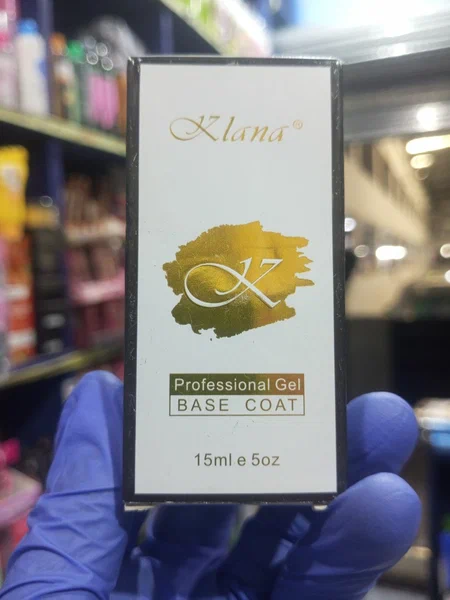 Klana®
K
Professional Gel
BASE COAT
15ml e 5oz